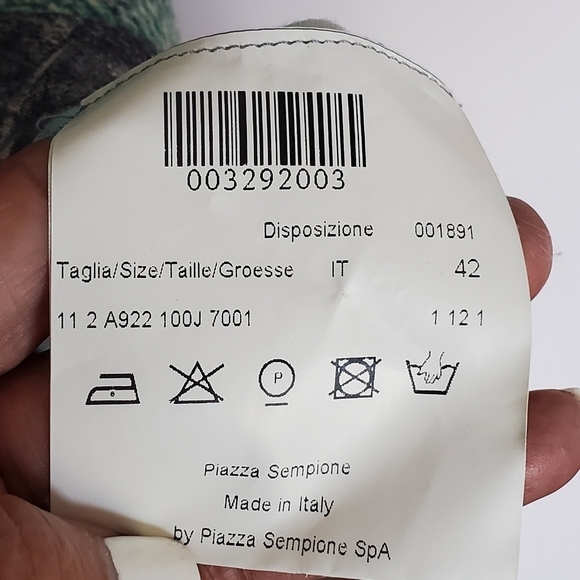 003292003
Disposizione 001891
Taglia/Size/Taille/Groesse IT 42
11 2 A922 100J 7001 1 12 1
P
Piazza Sempione
Made in Italy
by Piazza Sempione SpA